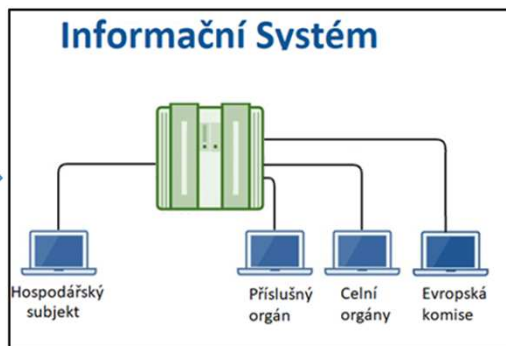 Informační Systém
Hospodářský
subjekt
Příslušný
orgán
Celní
orgány
Evropská
komise